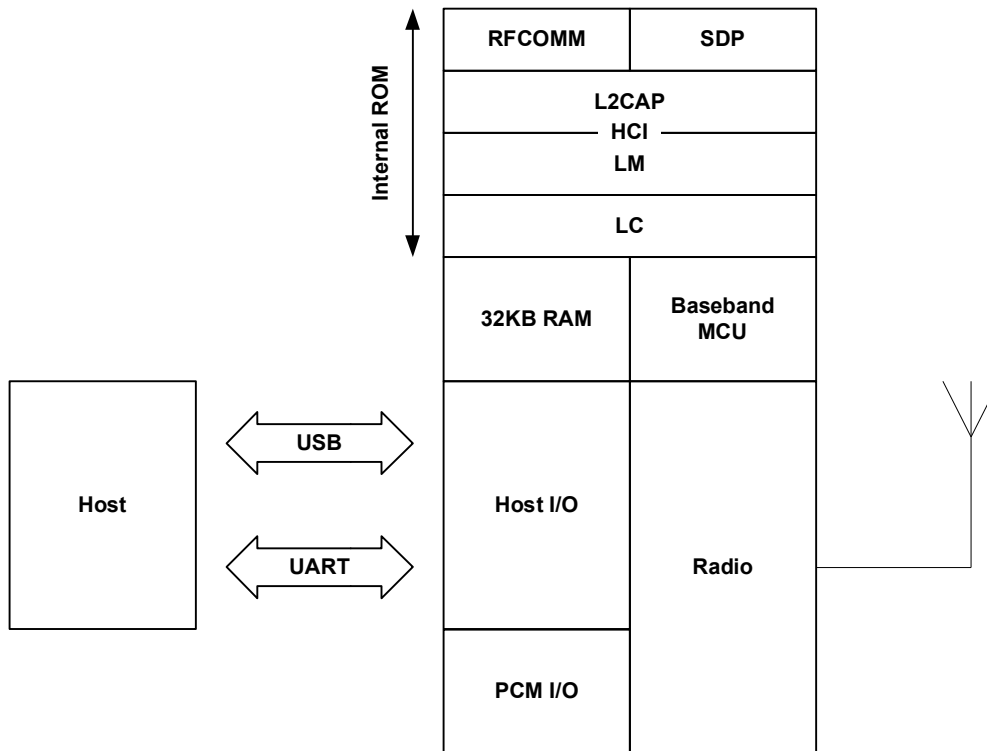 RFCOMM
SDP
Internal ROM
L2CAP
HCI
LM
LC
32KB RAM
Baseband
MCU
Host
USB
UART
Host I/O
Radio
PCM I/O